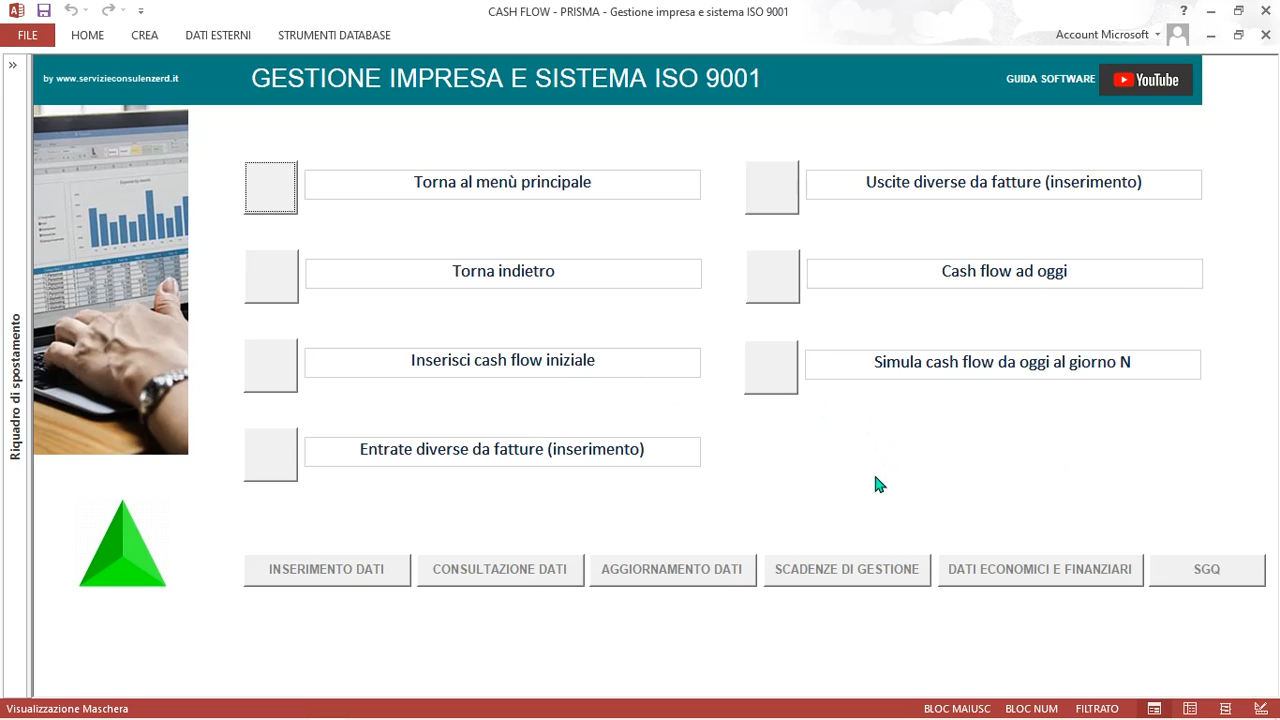 CASH FLOW - PRISMA - Gestione impresa e sistema ISO 9001
FILE HOME CREA DATI ESTERNI STRUMENTI DATABASE Account Microsoft
by www.servizieconsulenzerd.it GESTIONE IMPRESA E SISTEMA ISO 9001 GUIDA SOFTWARE YouTube
Riquadro di spostamento
Torna al menù principale
Uscite diverse da fatture (inserimento)
Torna indietro
Cash flow ad oggi
Inserisci cash flow iniziale
Simula cash flow da oggi al giorno N
Entrate diverse da fatture (inserimento)
INSERIMENTO DATI CONSULTAZIONE DATI AGGIORNAMENTO DATI SCADENZE DI GESTIONE DATI ECONOMICI E FINANZIARI SGQ
Visualizzazione Maschera BLOC MAIUSC BLOC NUM FILTRATO